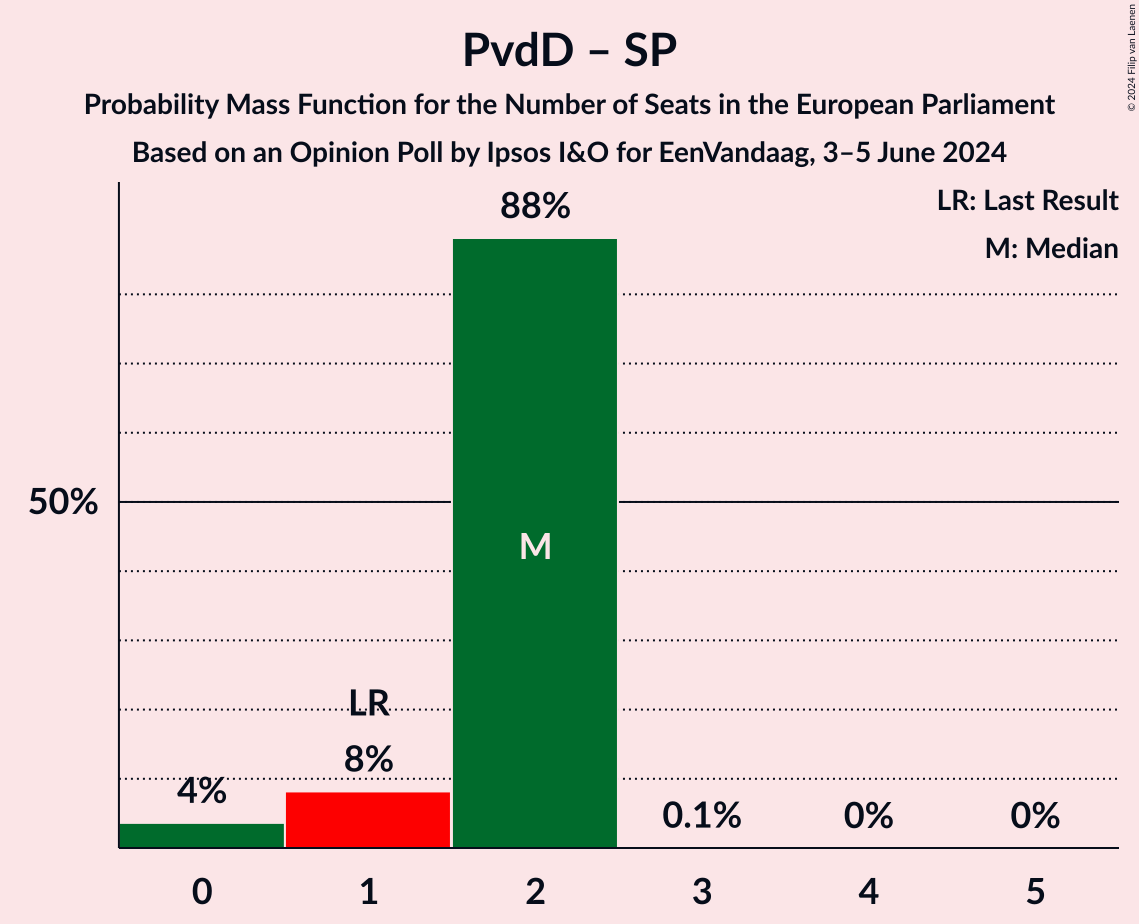 PvdD – SP
Probability Mass Function for the Number of Seats in the European Parliament
Based on an Opinion Poll by Ipsos I&O for EenVandaag, 3–5 June 2024
© 2024 Filip van Laenen
LR: Last Result
M: Median
88%
50%
M
LR
8%
4%
0.1%
0%
0%
0
1
2
3
4
5